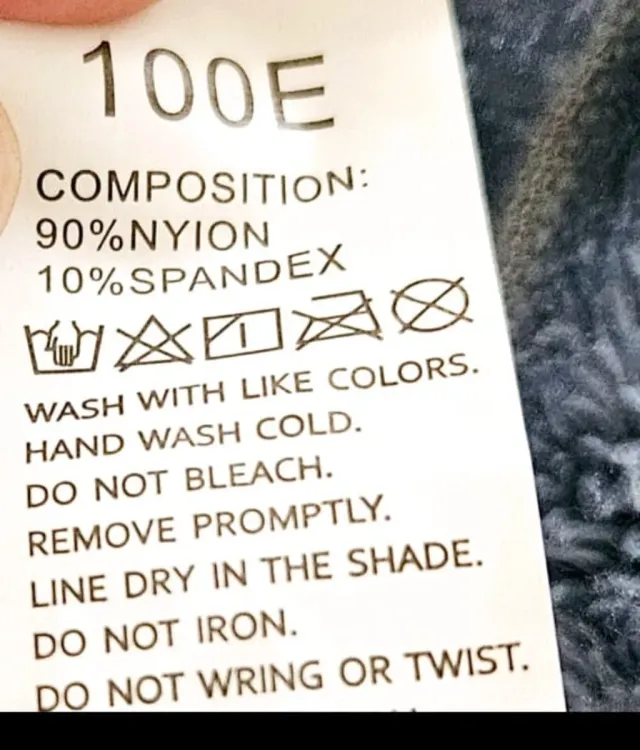 100E
COMPOSITION:
90%NYION
10%SPANDEX
WASH WITH LIKE COLORS.
HAND WASH COLD.
DO NOT BLEACH.
REMOVE PROMPTLY.
LINE DRY IN THE SHADE.
DO NOT IRON.
DO NOT WRING OR TWIST.